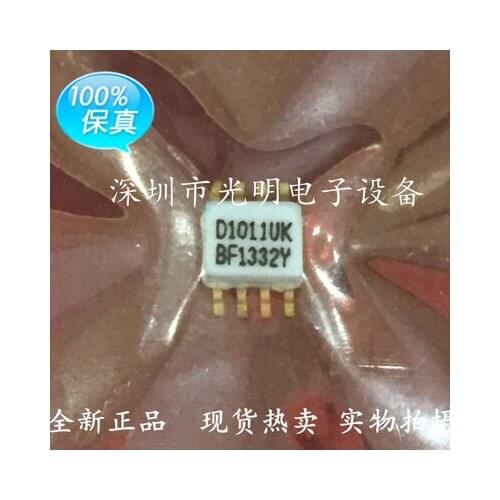 100%
保真
深圳市光明电子设备
D1011UK
BF1332Y
全新正品 现货热卖 实物拍摄